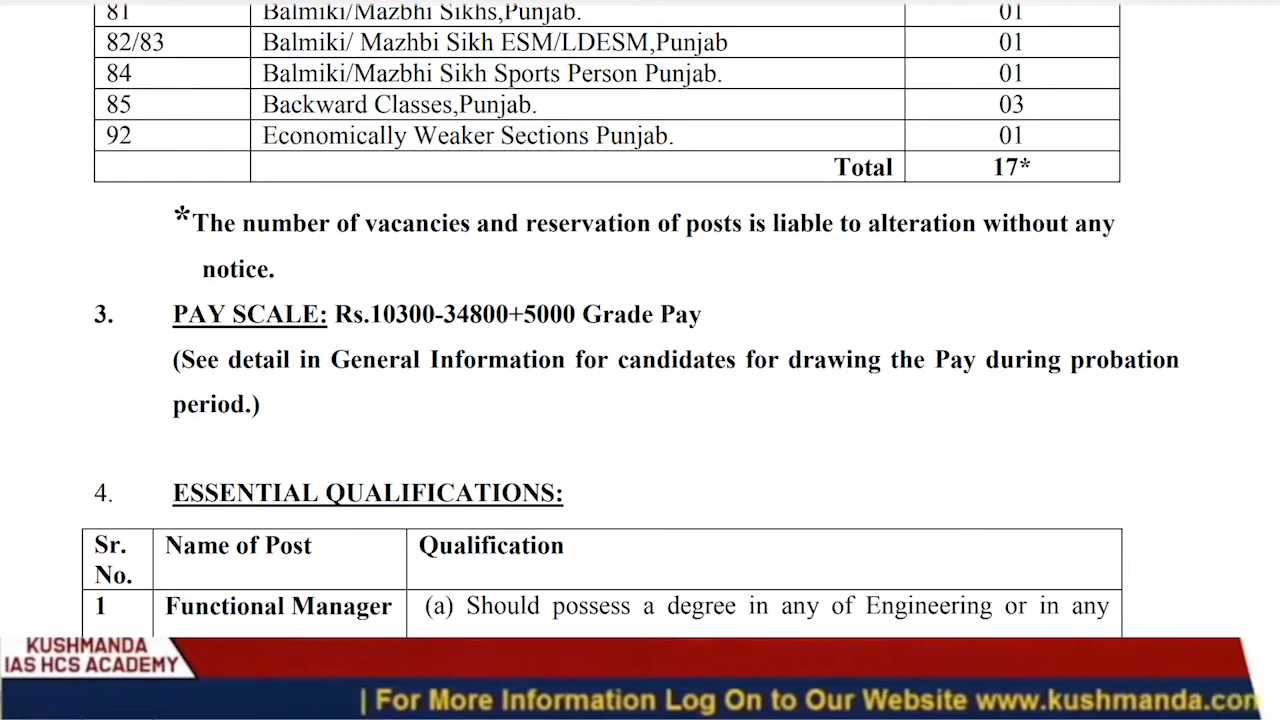 81 Balmiki/Mazbhi Sikhs,Punjab. 01
82/83 Balmiki/ Mazhbi Sikh ESM/LDESM,Punjab 01
84 Balmiki/Mazbhi Sikh Sports Person Punjab. 01
85 Backward Classes,Punjab. 03
92 Economically Weaker Sections Punjab. 01
Total 17*
*The number of vacancies and reservation of posts is liable to alteration without any
notice.
3. PAY SCALE: Rs.10300-34800+5000 Grade Pay
(See detail in General Information for candidates for drawing the Pay during probation
period.)
4. ESSENTIAL QUALIFICATIONS:
Sr. Name of Post Qualification
No.
1 Functional Manager (a) Should possess a degree in any of Engineering or in any
KUSHMANDA
IAS HCS ACADEMY
| For More Information Log On to Our Website www.kushmanda.com